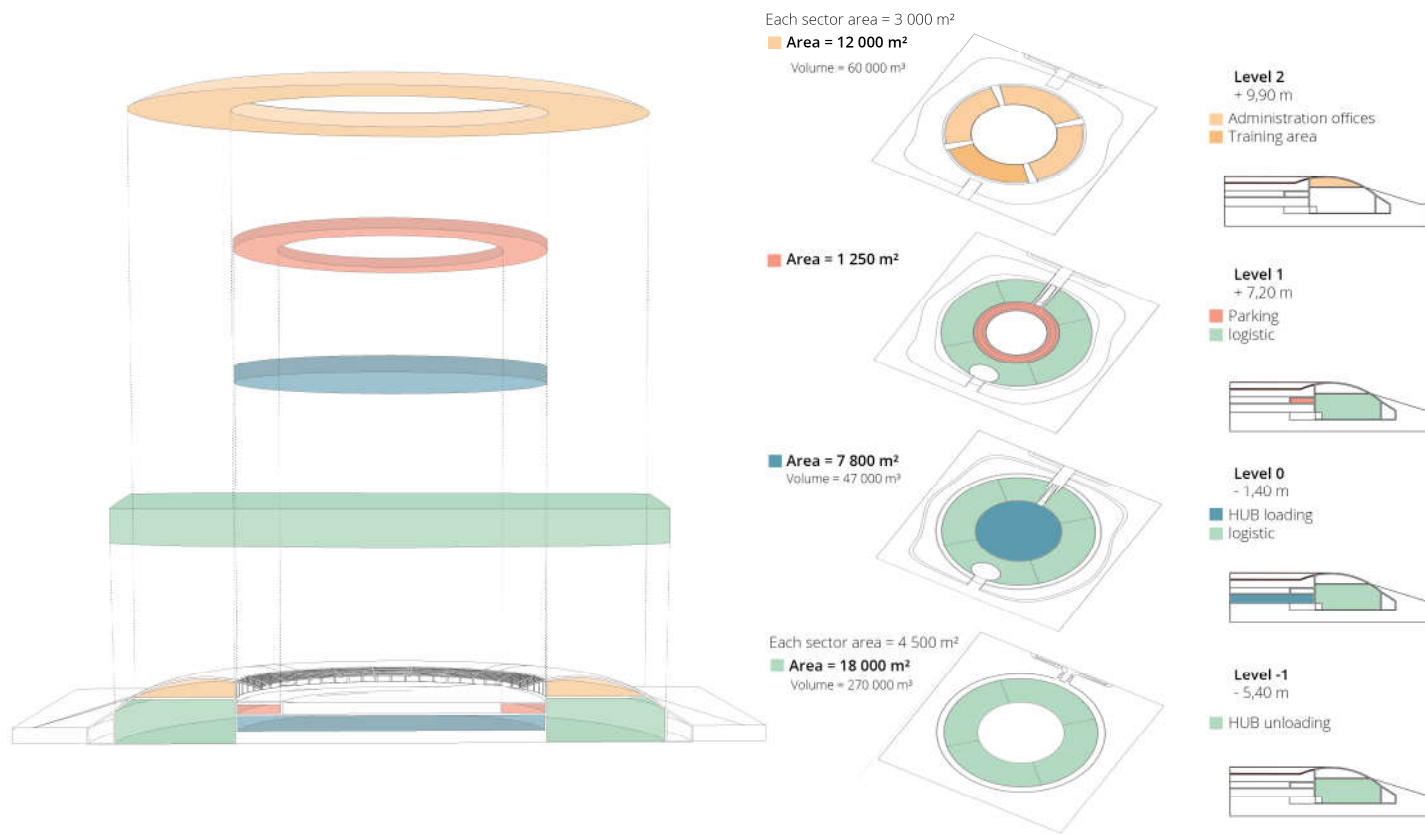 Each sector area = 3 000 m²
Area = 12 000 m²
Volume = 60 000 m³
Level 2
+ 9,90 m
Administration offices
Training area
Area = 1 250 m²
Level 1
+ 7,20 m
Parking
logistic
Area = 7 800 m²
Volume = 47 000 m³
Level 0
- 1,40 m
HUB loading
logistic
Each sector area = 4 500 m²
Area = 18 000 m²
Volume = 270 000 m³
Level -1
- 5,40 m
HUB unloading